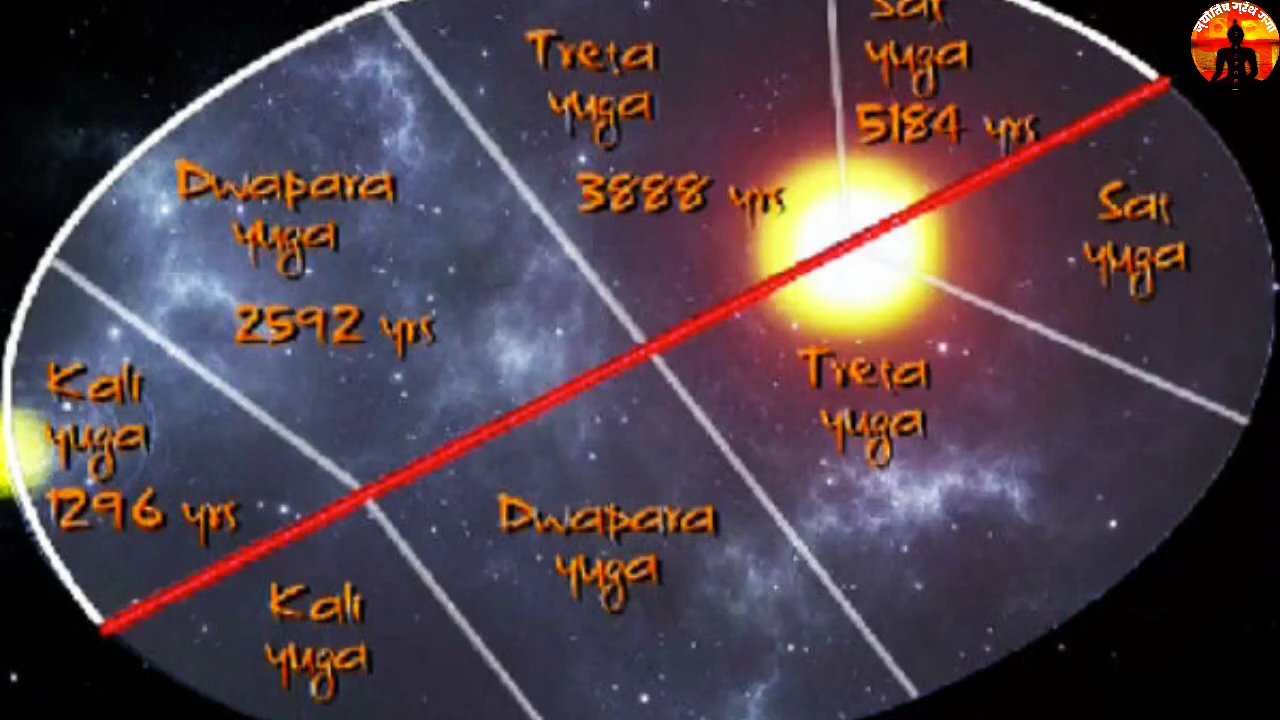 ज्योतिष ग्रंथ गंगा
Sat
yuga
5184 yrs
Treta
yuga
3888 yrs
Dwapara
yuga
2592 yrs
Kali
yuga
1296 yrs
Sat
yuga
Treta
yuga
Dwapara
yuga
Kali
yuga